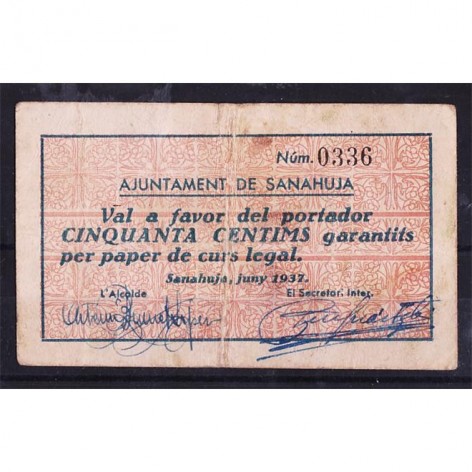 Núm. 0336
AJUNTAMENT DE SANAHUJA
Val a favor del portador
CINQUANTA CENTIMS garantits
per paper de curs legal.
Sanahuja, juny 1937.
L'Alcalde El Secretar. Inter.